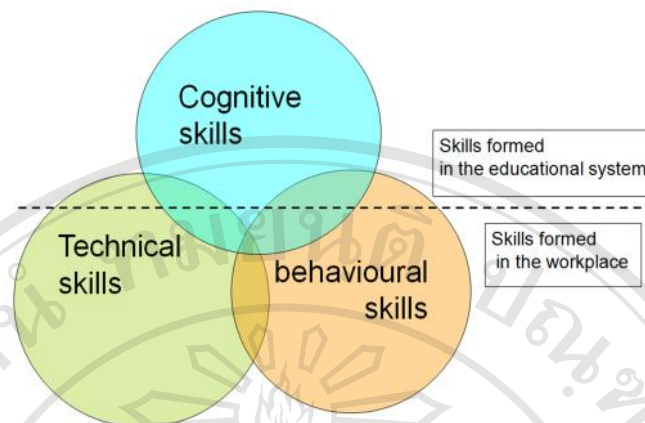 Cognitive
skills
Skills formed
in the educational system
Skills formed
in the workplace
Technical
skills
behavioural
skills